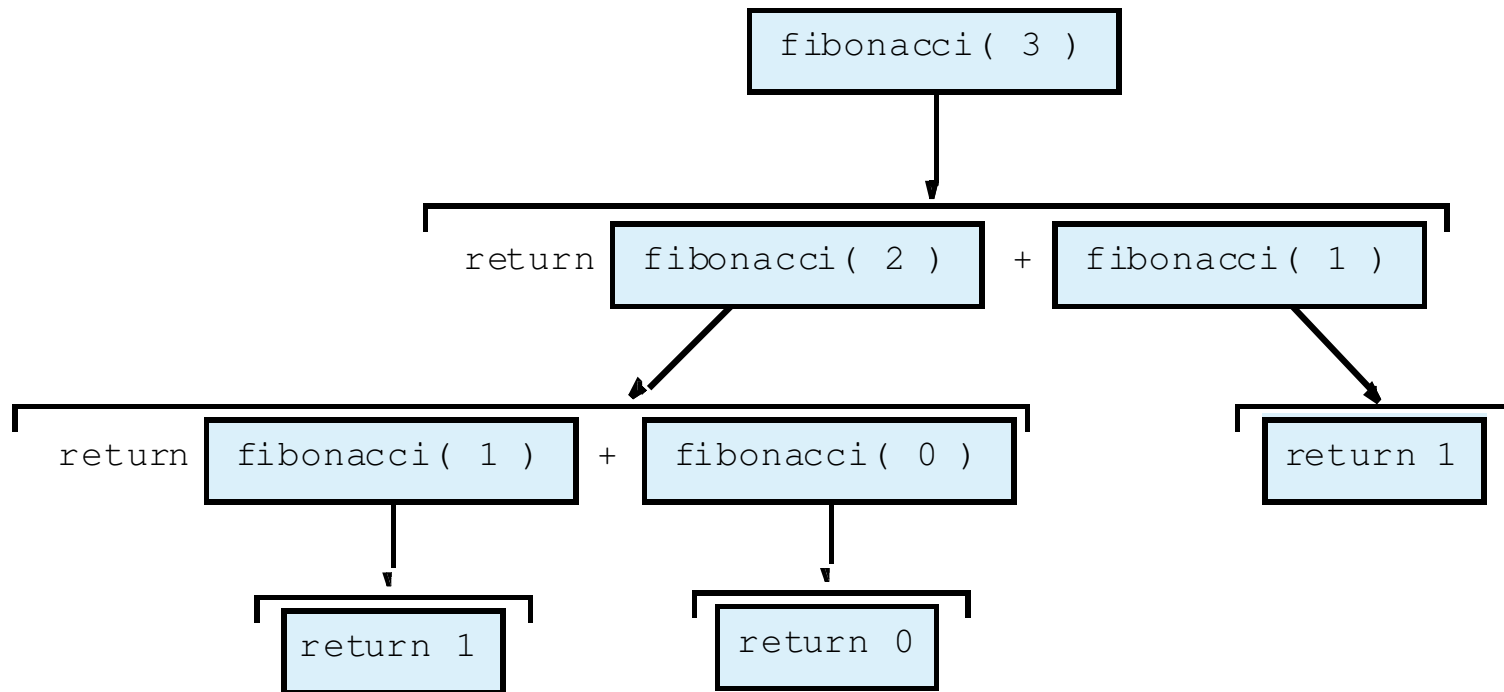 fibonacci( 3 )
return fibonacci( 2 ) + fibonacci( 1 )
return fibonacci( 1 ) + fibonacci( 0 )
return 1
return 1
return 0